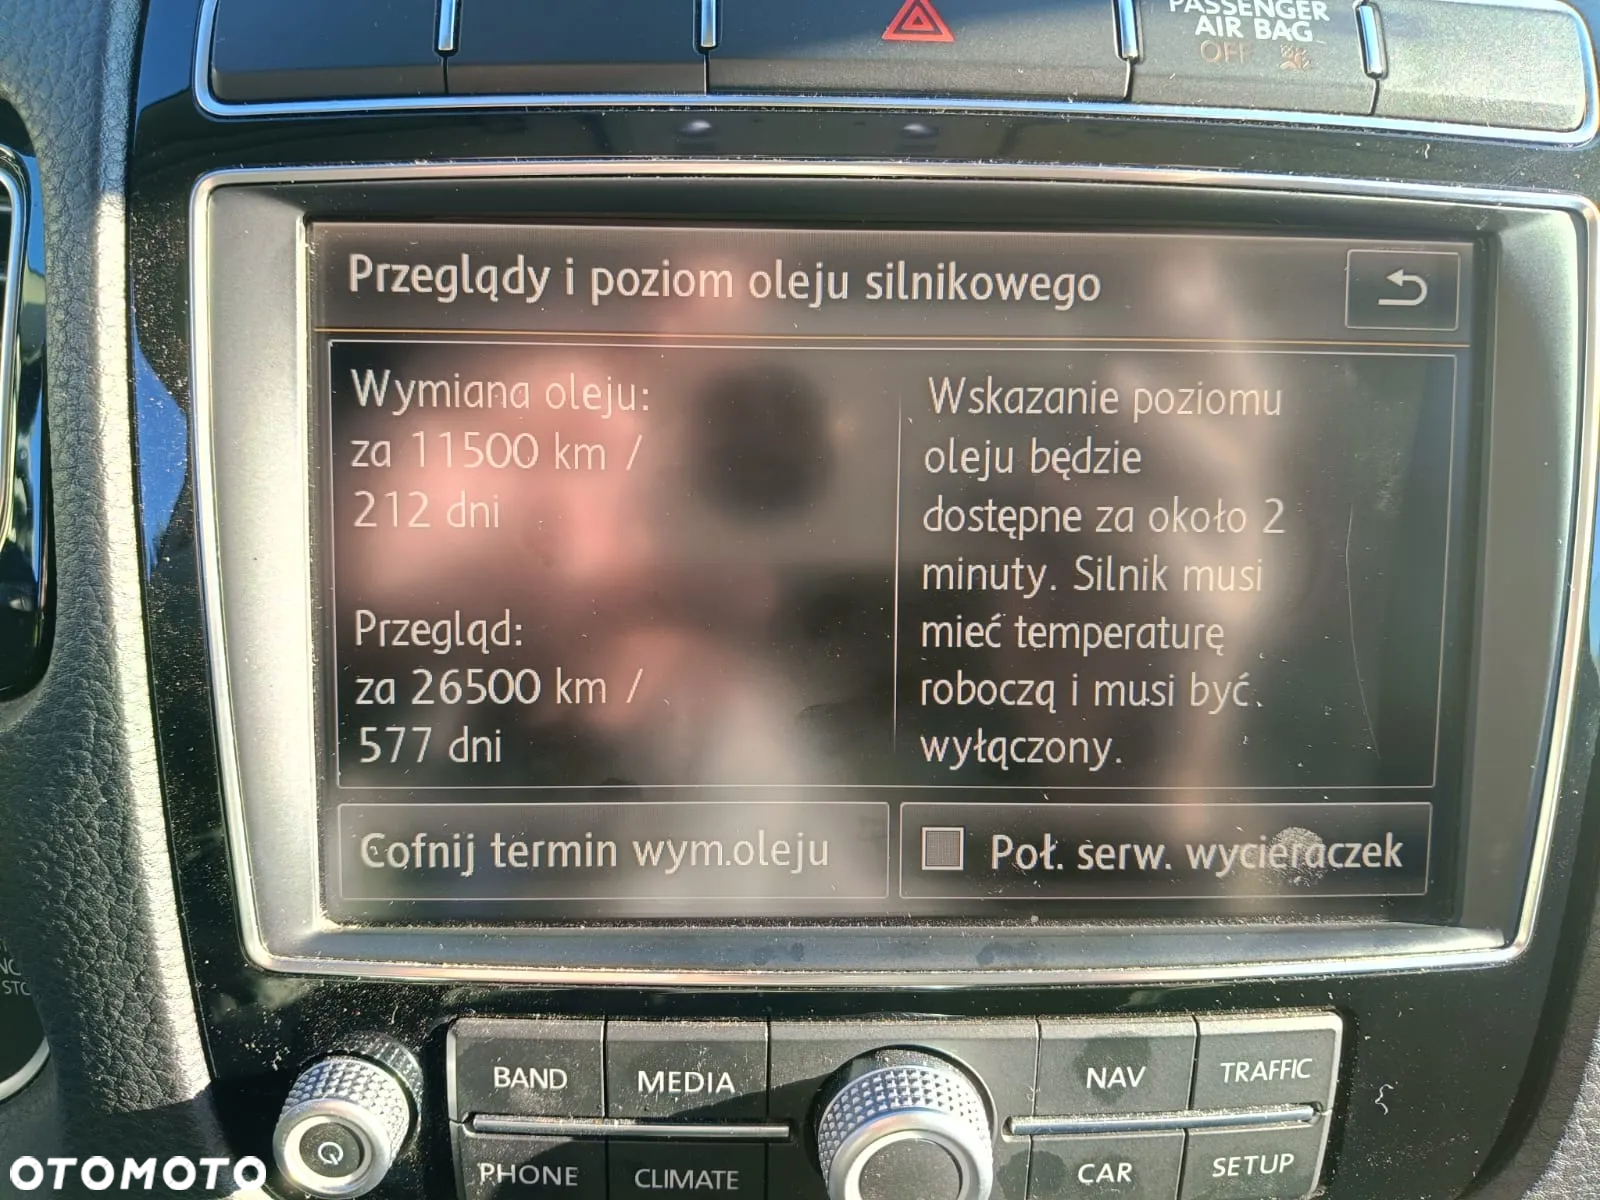 PASSENGER
AIR BAG
OFF
Przeglądy i poziom oleju silnikowego
Wymiana oleju:
za 11500 km /
212 dni
Przegląd:
za 26500 km /
577 dni
Wskazanie poziomu
oleju będzie
dostępne za około 2
minuty. Silnik musi
mieć temperaturę
roboczą i musi być
wyłączony.
Cofnij termin wym.oleju
Poł. serw. wycieraczek
BAND
MEDIA
NAV
TRAFFIC
PHONE
CLIMATE
CAR
SETUP
OTOMOTO